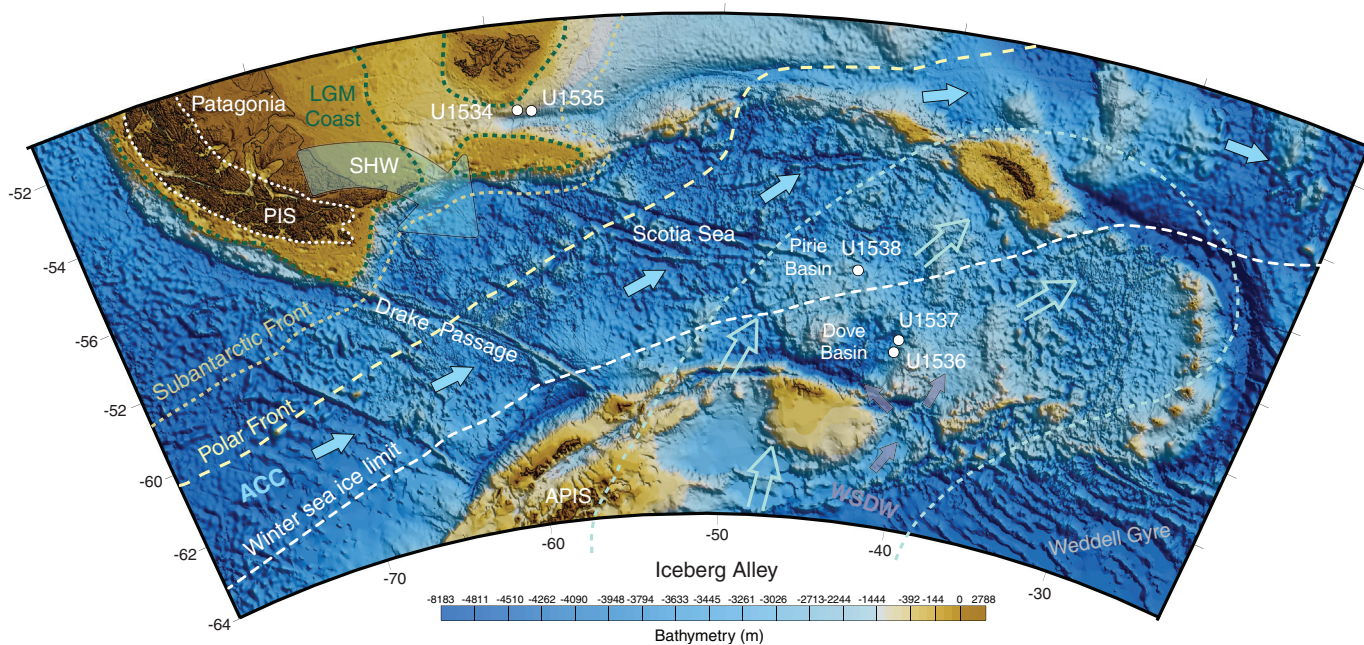 Patagonia
LGM
Coast
U1534
U1535
SHW
PIS
Scotia Sea
Pirie
Basin
U1538
Drake Passage
Dove
Basin
U1537
U1536
Subantarctic Front
Polar Front
ACC
Winter sea ice limit
APIS
WSDW
Weddell Gyre
-52
-54
-56
-52
-60
-62
-64
-70
-60
-40
-50
-30
Iceberg Alley
-8183 -4811 -4510 -4262 -4090 -3948 -3794 -3633 -3445 -3261 -3026 -2713 -2244 -1444 -392 -144 0 2788
Bathymetry (m)